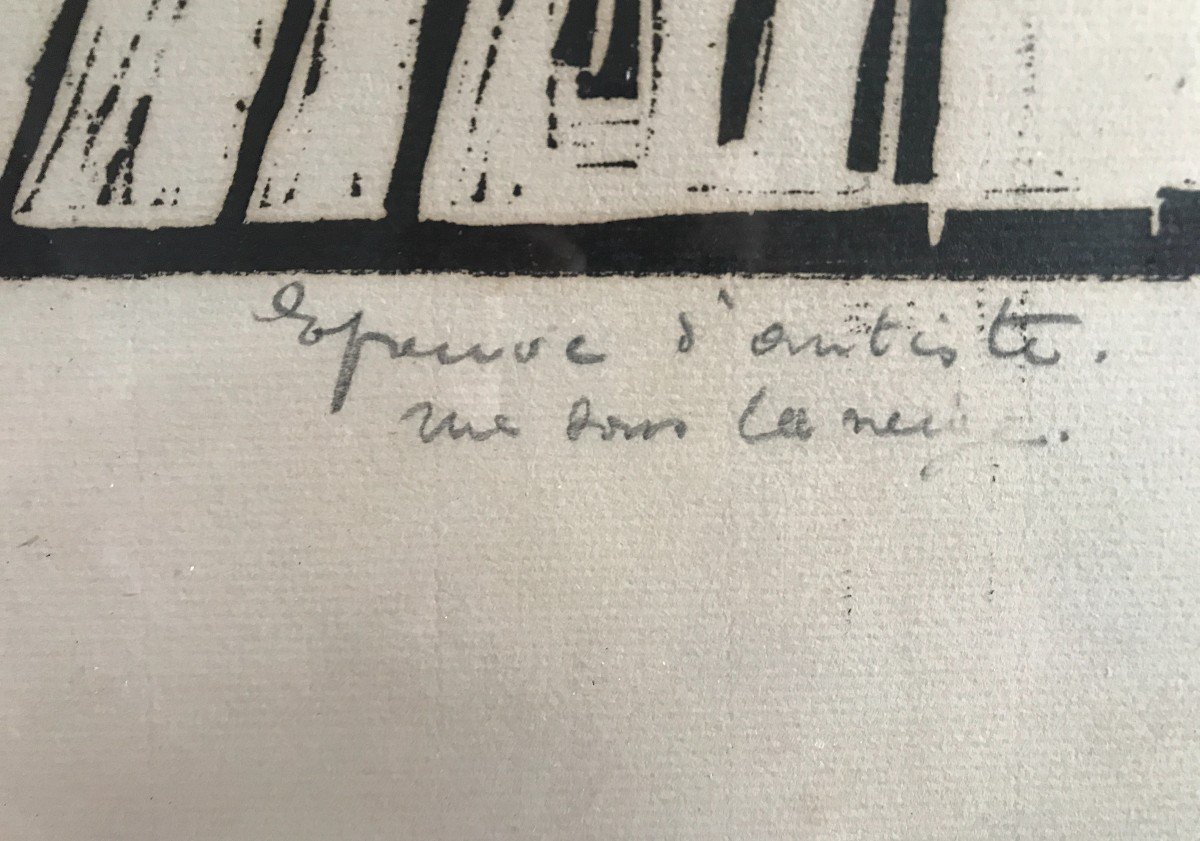 Epreuve d'artiste.
rue sous la neige.